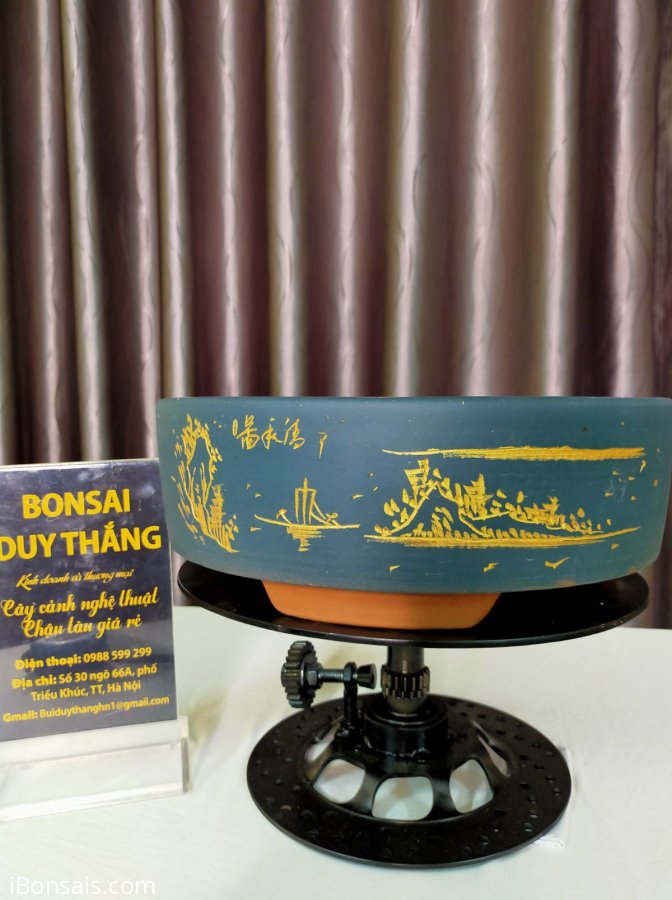 BONSAI
DUY THẮNG
Kinh doanh và thương mại
Cây cảnh nghệ thuật
Chậu làu giá rẻ
Điện thoại: 0988 599 299
Địa chỉ: Số 30 ngõ 66A, phố
Triều Khúc, TT, Hà Nội
Gmail: Buiduythanghn1@gmail.com
iBonsais.com